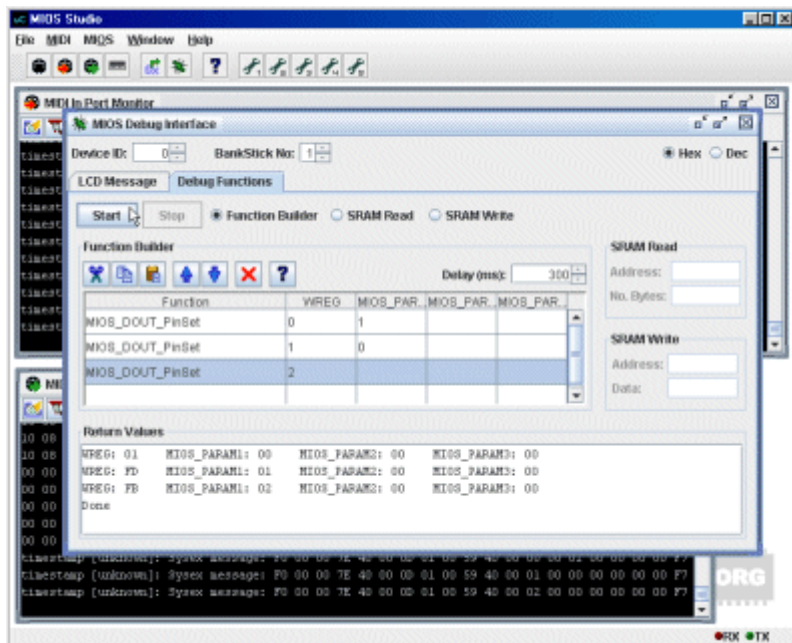 MIOS Studio
File MIDI MIOS Window Help
MIDI In Port Monitor
MIOS Debug Interface
Device ID: 0 BankStick No: 1 Hex Dec
LCD Message Debug Functions
Start Stop Function Builder SRAM Read SRAM Write
Function Builder
Delay (ms): 300
Function WREG MIOS_PAR... MIOS_PAR... MIOS_PAR...
MIOS_DOUT_PinSet 0 1
MIOS_DOUT_PinSet 1 0
MIOS_DOUT_PinSet 2
SRAM Read
Address:
No. Bytes:
SRAM Write
Address:
Data:
Return Values
WREG: 01 MIOS_PARAM1: 00 MIOS_PARAM2: 00 MIOS_PARAM3: 00
WREG: FD MIOS_PARAM1: 01 MIOS_PARAM2: 00 MIOS_PARAM3: 00
WREG: FB MIOS_PARAM1: 02 MIOS_PARAM2: 00 MIOS_PARAM3: 00
Done
timestamp [unknown]: Sysex message: F0 00 00 7E 40 00 0D 01 00 59 40 00 01 00 00 00 00 00 00 F7
timestamp [unknown]: Sysex message: F0 00 00 7E 40 00 0D 01 00 59 40 00 02 00 00 00 00 00 00 F7
ORG
RX TX